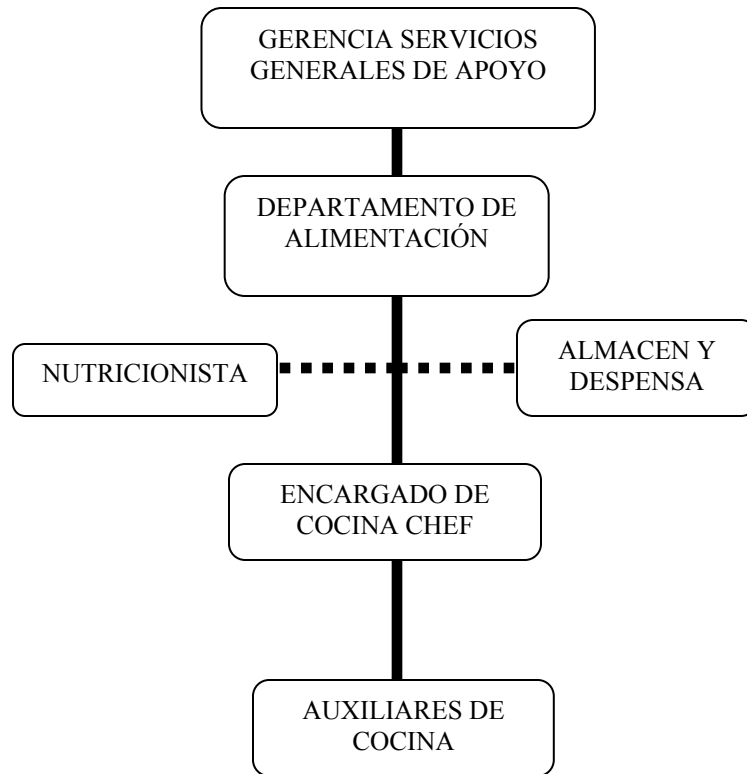 GERENCIA SERVICIOS
GENERALES DE APOYO
DEPARTAMENTO DE
ALIMENTACIÓN
NUTRICIONISTA
ALMACEN Y
DESPENSA
ENCARGADO DE
COCINA CHEF
AUXILIARES DE
COCINA